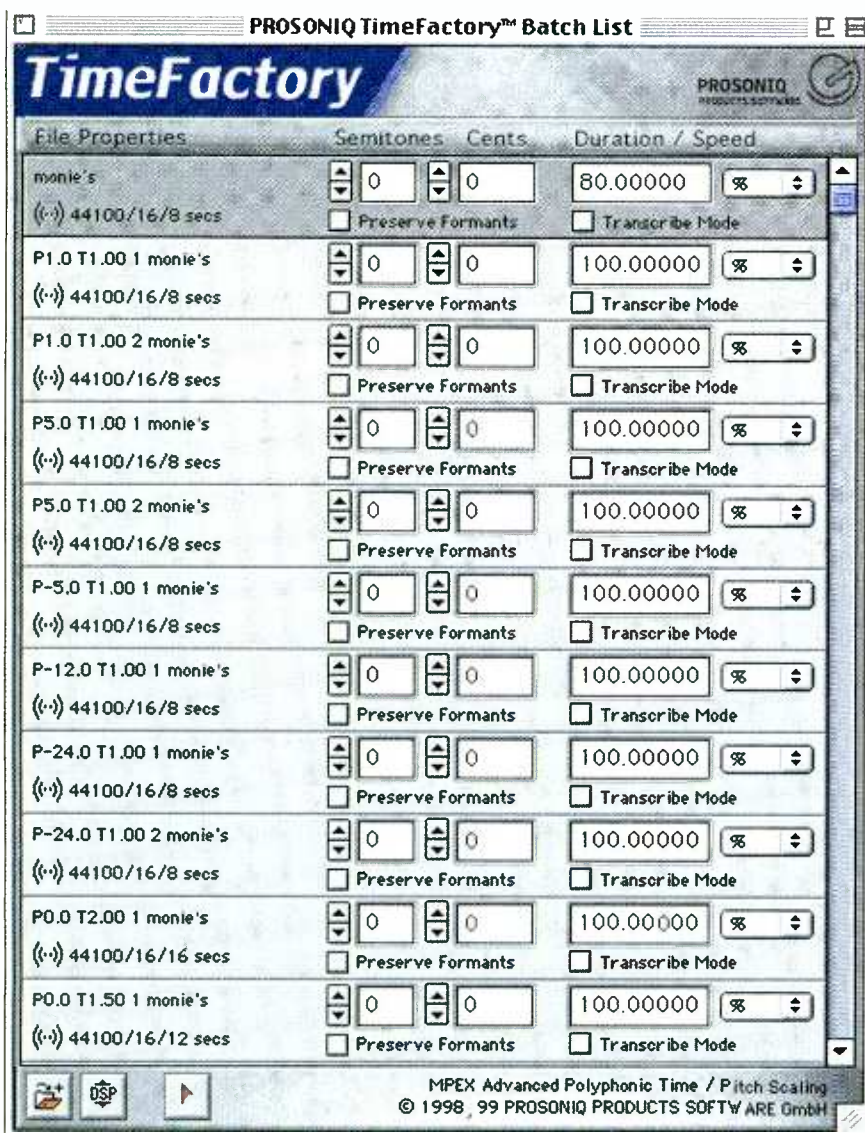 PROSONIQ TimeFactory™ Batch List
TimeFactory
PROSONIQ
PRODUCTS SOFTWARE
File Properties Semitones Cents Duration / Speed
monie's 0 0 80.00000 %
44100/16/8 secs Preserve Formants Transcribe Mode
P1.0 T1.00 1 monie's 0 0 100.00000 %
44100/16/8 secs Preserve Formants Transcribe Mode
P1.0 T1.00 2 monie's 0 0 100.00000 %
44100/16/8 secs Preserve Formants Transcribe Mode
P5.0 T1.00 1 monie's 0 0 100.00000 %
44100/16/8 secs Preserve Formants Transcribe Mode
P5.0 T1.00 2 monie's 0 0 100.00000 %
44100/16/8 secs Preserve Formants Transcribe Mode
P-5.0 T1.00 1 monie's 0 0 100.00000 %
44100/16/8 secs Preserve Formants Transcribe Mode
P-12.0 T1.00 1 monie's 0 0 100.00000 %
44100/16/8 secs Preserve Formants Transcribe Mode
P-24.0 T1.00 1 monie's 0 0 100.00000 %
44100/16/8 secs Preserve Formants Transcribe Mode
P-24.0 T1.00 2 monie's 0 0 100.00000 %
44100/16/8 secs Preserve Formants Transcribe Mode
P0.0 T2.00 1 monie's 0 0 100.00000 %
44100/16/16 secs Preserve Formants Transcribe Mode
P0.0 T1.50 1 monie's 0 0 100.00000 %
44100/16/12 secs Preserve Formants Transcribe Mode
DSP
MPEX Advanced Polyphonic Time / Pitch Scaling
© 1998, 99 PROSONIQ PRODUCTS SOFTWARE GmbH